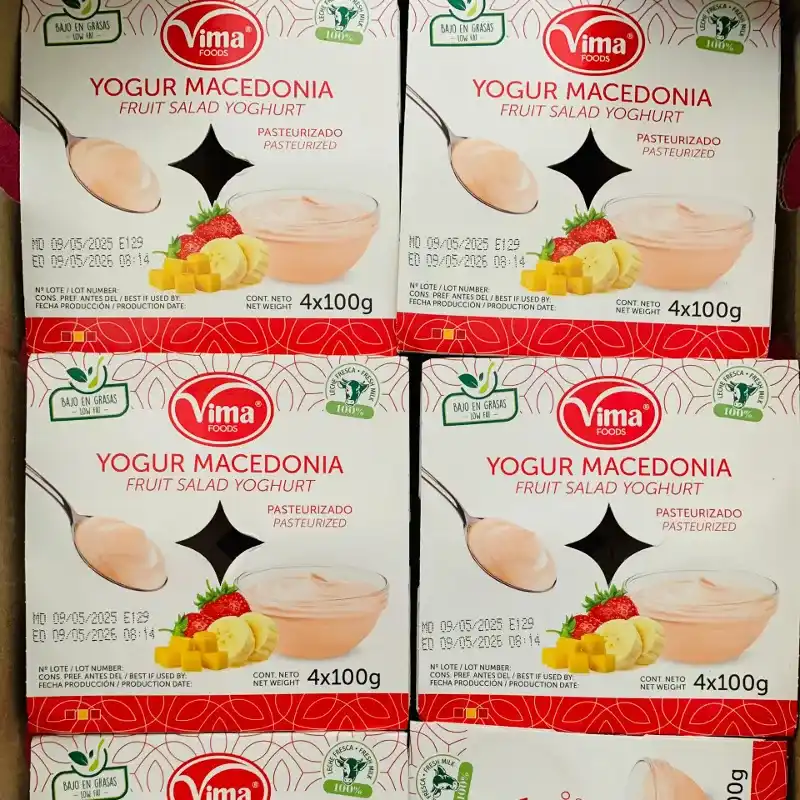 BAJO EN GRASAS
LOW FAT
Vima®
FOODS
LECHE FRESCA • FRESH MILK
100%
YOGUR MACEDONIA
FRUIT SALAD YOGHURT
PASTEURIZADO
PASTEURIZED
MD 09/05/2025 E129
ED 09/05/2026 08:14
Nº LOTE / LOT NUMBER:
CONS. PREF. ANTES DEL / BEST IF USED BY:
FECHA PRODUCCIÓN / PRODUCTION DATE:
CONT. NETO
NET WEIGHT
4x100g
BAJO EN GRASAS
LOW FAT
Vima®
FOODS
LECHE FRESCA • FRESH MILK
100%
YOGUR MACEDONIA
FRUIT SALAD YOGHURT
PASTEURIZADO
PASTEURIZED
MD 09/05/2025 E129
ED 09/05/2026 08:14
Nº LOTE / LOT NUMBER:
CONS. PREF. ANTES DEL / BEST IF USED BY:
FECHA PRODUCCIÓN / PRODUCTION DATE:
CONT. NETO
NET WEIGHT
4x100g
BAJO EN GRASAS
LOW FAT
Vima®
FOODS
LECHE FRESCA • FRESH MILK
100%
YOGUR MACEDONIA
FRUIT SALAD YOGHURT
PASTEURIZADO
PASTEURIZED
MD 09/05/2025 E129
ED 09/05/2026 08:14
Nº LOTE / LOT NUMBER:
CONS. PREF. ANTES DEL / BEST IF USED BY:
FECHA PRODUCCIÓN / PRODUCTION DATE:
CONT. NETO
NET WEIGHT
4x100g
BAJO EN GRASAS
LOW FAT
Vima®
FOODS
LECHE FRESCA • FRESH MILK
100%
YOGUR MACEDONIA
FRUIT SALAD YOGHURT
PASTEURIZADO
PASTEURIZED
MD 09/05/2025 E129
ED 09/05/2026 08:14
Nº LOTE / LOT NUMBER:
CONS. PREF. ANTES DEL / BEST IF USED BY:
FECHA PRODUCCIÓN / PRODUCTION DATE:
CONT. NETO
NET WEIGHT
4x100g
BAJO EN GRASAS
LOW FAT
Vima®
LECHE FRESCA • FRESH MILK
100%
FRESCA • FRESH MILK
100%